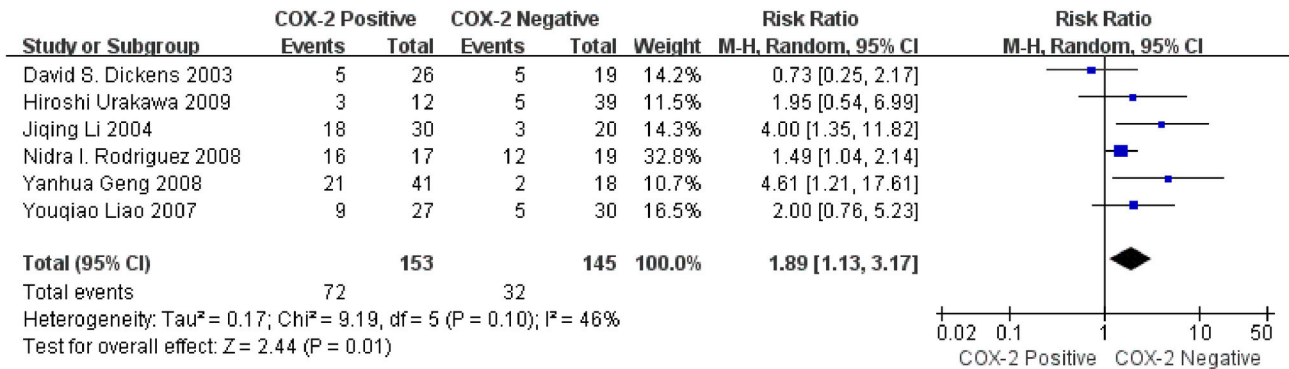 COX-2 Positive COX-2 Negative Risk Ratio Risk Ratio
Study or Subgroup Events Total Events Total Weight M-H, Random, 95% CI M-H, Random, 95% CI
David S. Dickens 2003 5 26 5 19 14.2% 0.73 [0.25, 2.17]
Hiroshi Urakawa 2009 3 12 5 39 11.5% 1.95 [0.54, 6.99]
Jiqing Li 2004 18 30 3 20 14.3% 4.00 [1.35, 11.82]
Nidra I. Rodriguez 2008 16 17 12 19 32.8% 1.49 [1.04, 2.14]
Yanhua Geng 2008 21 41 2 18 10.7% 4.61 [1.21, 17.61]
Youqiao Liao 2007 9 27 5 30 16.5% 2.00 [0.76, 5.23]
Total (95% CI) 153 145 100.0% 1.89 [1.13, 3.17]
Total events 72 32
Heterogeneity: Tau² = 0.17; Chi² = 9.19, df = 5 (P = 0.10); I² = 46%
Test for overall effect: Z = 2.44 (P = 0.01)
0.02 0.1 1 10 50
COX-2 Positive COX-2 Negative